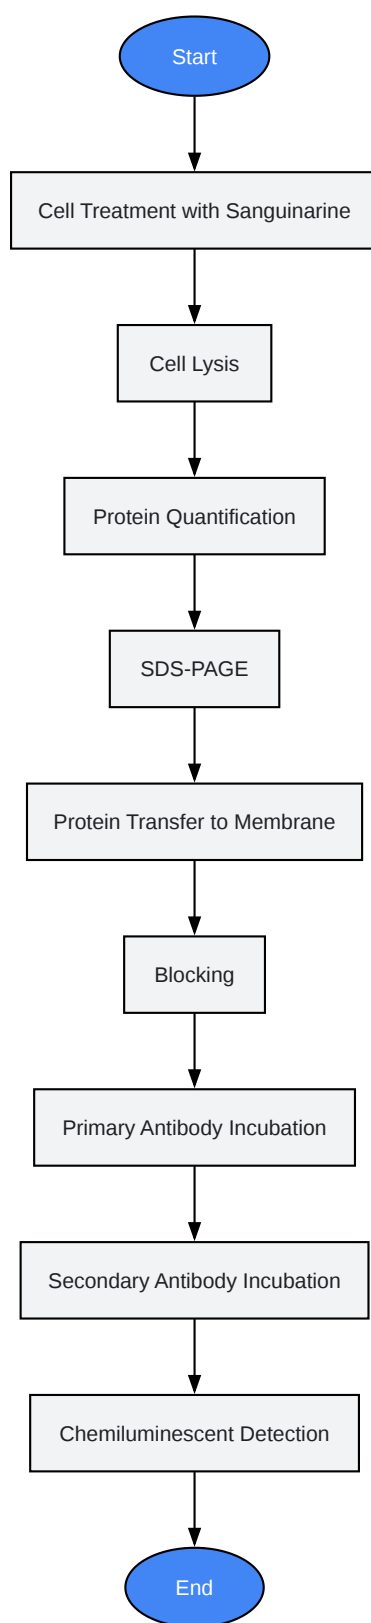 Start
Cell Treatment with Sanguinarine
Cell Lysis
Protein Quantification
SDS-PAGE
Protein Transfer to Membrane
Blocking
Primary Antibody Incubation
Secondary Antibody Incubation
Chemiluminescent Detection
End